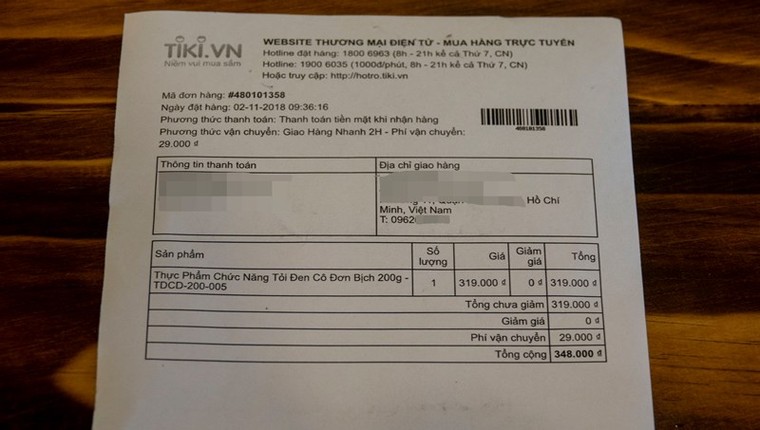 TIKI.VN
Niềm vui mua sắm
WEBSITE THƯƠNG MẠI ĐIỆN TỬ - MUA HÀNG TRỰC TUYẾN
Hotline đặt hàng: 1800 6963 (8h - 21h kể cả Thứ 7, CN)
Hotline: 1900 6035 (1000đ/phút, 8h - 21h kể cả Thứ 7, CN)
Hoặc truy cập: http://hotro.tiki.vn
Mã đơn hàng: #480101358
Ngày đặt hàng: 02-11-2018 09:36:16
Phương thức thanh toán: Thanh toán tiền mặt khi nhận hàng
Phương thức vận chuyển: Giao Hàng Nhanh 2H - Phí vận chuyển:
29.000 ₫
480101358
Thông tin thanh toán
Địa chỉ giao hàng
Hồ Chí
Minh, Việt Nam
T: 0962
Sản phẩm Số lượng Giá Giảm giá Tổng
Thực Phẩm Chức Năng Tỏi Đen Cô Đơn Bịch 200g - 1 319.000 ₫ 0 ₫ 319.000 ₫
TDCD-200-005
Tổng chưa giảm 319.000 ₫
Giảm giá 0 ₫
Phí vận chuyển 29.000 ₫
Tổng cộng 348.000 ₫